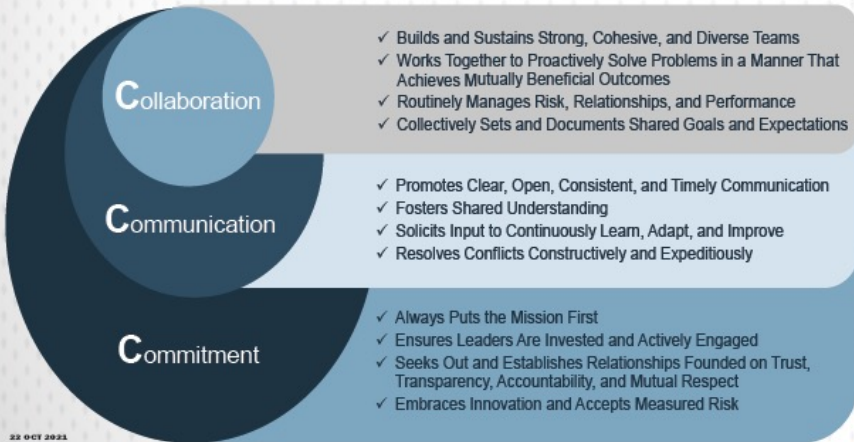 Collaboration
✓ Builds and Sustains Strong, Cohesive, and Diverse Teams
✓ Works Together to Proactively Solve Problems in a Manner That
Achieves Mutually Beneficial Outcomes
✓ Routinely Manages Risk, Relationships, and Performance
✓ Collectively Sets and Documents Shared Goals and Expectations
Communication
✓ Promotes Clear, Open, Consistent, and Timely Communication
✓ Fosters Shared Understanding
✓ Solicits Input to Continuously Learn, Adapt, and Improve
✓ Resolves Conflicts Constructively and Expeditiously
Commitment
✓ Always Puts the Mission First
✓ Ensures Leaders Are Invested and Actively Engaged
✓ Seeks Out and Establishes Relationships Founded on Trust,
Transparency, Accountability, and Mutual Respect
✓ Embraces Innovation and Accepts Measured Risk
22 OCT 2021